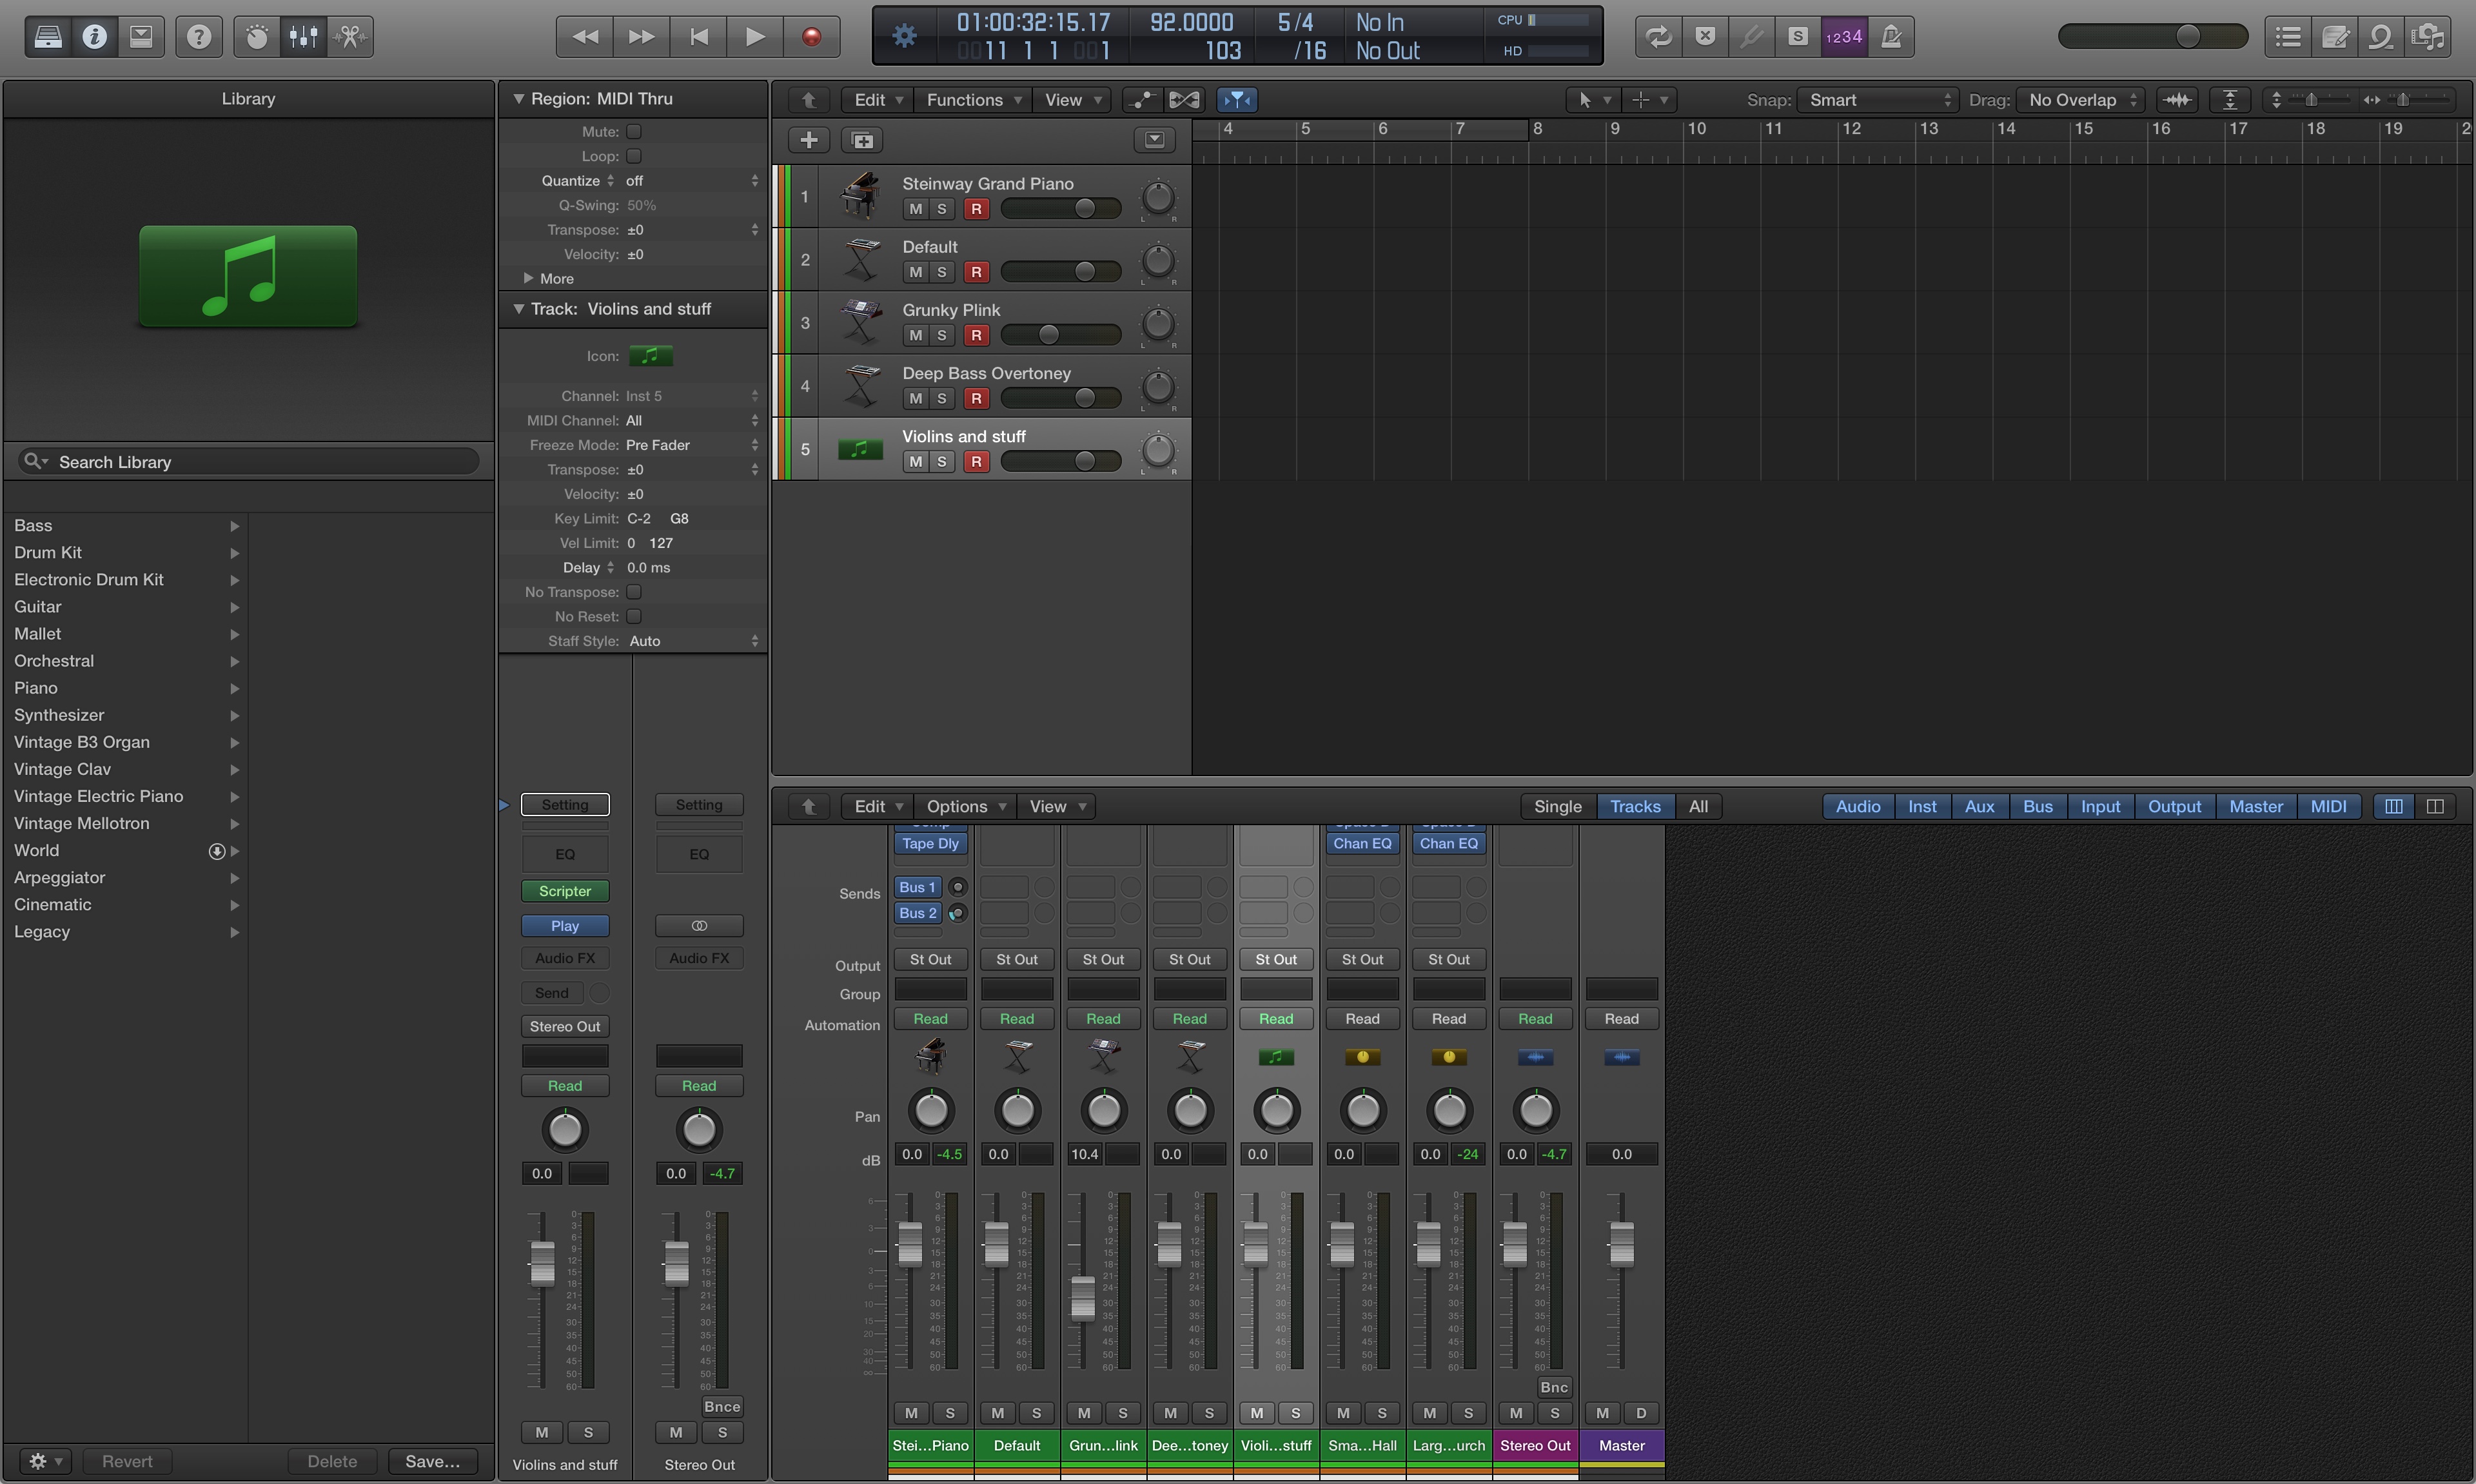 01:00:32:15.17 92.0000 5/4 No In CPU
0011 1 1 001 103 /16 No Out HD
S 1234
Library
Region: MIDI Thru
Mute:
Loop:
Quantize off
Q-Swing: 50%
Transpose: ±0
Velocity: ±0
More
Track: Violins and stuff
Icon:
Channel: Inst 5
MIDI Channel: All
Freeze Mode: Pre Fader
Transpose: ±0
Velocity: ±0
Key Limit: C-2 G8
Vel Limit: 0 127
Delay 0.0 ms
No Transpose:
No Reset:
Staff Style: Auto
Edit Functions View Snap: Smart Drag: No Overlap
4 5 6 7 8 9 10 11 12 13 14 15 16 17 18 19 2
1 Steinway Grand Piano
M S R L R
2 Default
M S R L R
3 Grunky Plink
M S R L R
4 Deep Bass Overtoney
M S R L R
5 Violins and stuff
M S R L R
Search Library
Bass
Drum Kit
Electronic Drum Kit
Guitar
Mallet
Orchestral
Piano
Synthesizer
Vintage B3 Organ
Vintage Clav
Vintage Electric Piano
Vintage Mellotron
World
Arpeggiator
Cinematic
Legacy
Revert Delete Save...
Setting Setting
EQ EQ
Scripter
Play
Audio FX Audio FX
Send
Stereo Out
Read Read
0.0 0.0 -4.7
Bnce
M S M S
Violins and stuff Stereo Out
Edit Options View Single Tracks All Audio Inst Aux Bus Input Output Master MIDI
Tape Dly Chan EQ Chan EQ
Sends Bus 1
Bus 2
Output St Out St Out St Out St Out St Out St Out St Out
Group
Automation Read Read Read Read Read Read Read Read Read
Pan
dB 0.0 -4.5 0.0 10.4 0.0 0.0 0.0 0.0 -24 0.0 -4.7 0.0
Bnc
M S M S M S M S M S M S M S M S M D
Stei...Piano Default Grun...link Dee...toney Violi...stuff Sma...Hall Larg...urch Stereo Out Master